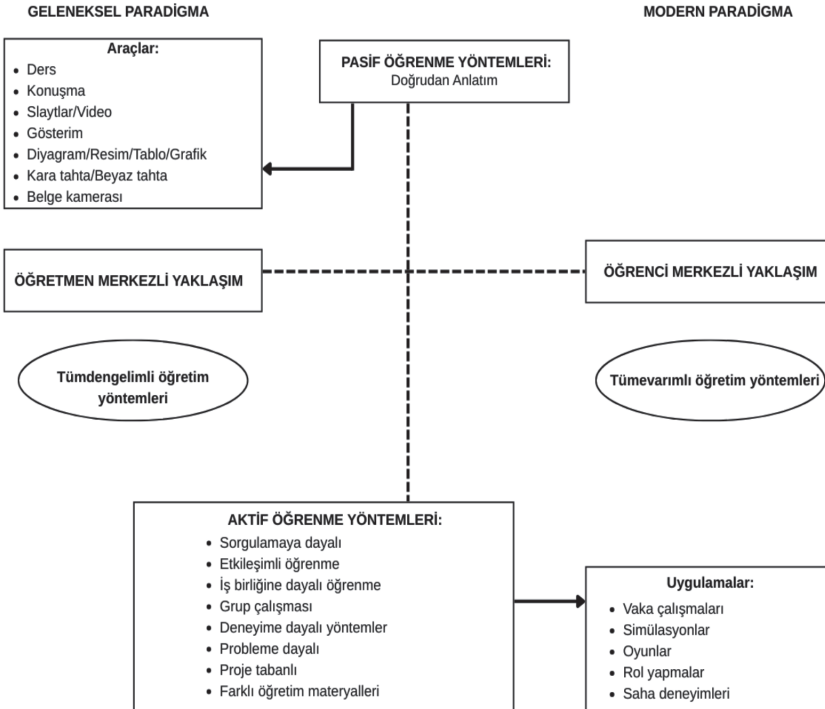 GELENEKSEL PARADİGMA
MODERN PARADİGMA
Araçlar:
• Ders
• Konuşma
• Slaytlar/Video
• Gösterim
• Diyagram/Resim/Tablo/Grafik
• Kara tahta/Beyaz tahta
• Belge kamerası
PASİF ÖĞRENME YÖNTEMLERİ:
Doğrudan Anlatım
ÖĞRETMEN MERKEZLİ YAKLAŞIM
ÖĞRENCİ MERKEZLİ YAKLAŞIM
Tümdengelimli öğretim
yöntemleri
Tümevarımlı öğretim yöntemleri
AKTİF ÖĞRENME YÖNTEMLERİ:
• Sorgulamaya dayalı
• Etkileşimli öğrenme
• İş birliğine dayalı öğrenme
• Grup çalışması
• Deneyime dayalı yöntemler
• Probleme dayalı
• Proje tabanlı
• Farklı öğretim materyalleri
Uygulamalar:
• Vaka çalışmaları
• Simülasyonlar
• Oyunlar
• Rol yapmalar
• Saha deneyimleri